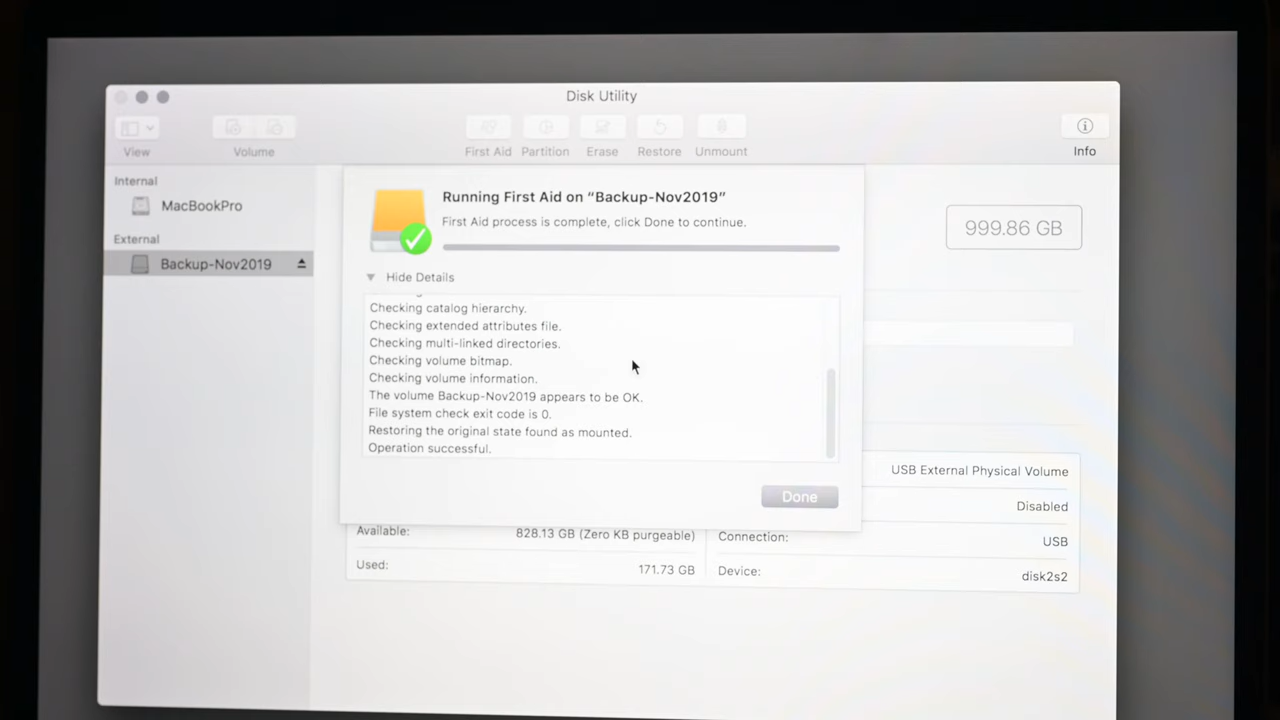 Disk Utility
View
Volume
First Aid
Partition
Erase
Restore
Unmount
Info
Internal
MacBookPro
External
Backup-Nov2019
Running First Aid on “Backup-Nov2019”
First Aid process is complete, click Done to continue.
999.86 GB
Hide Details
Checking catalog hierarchy.
Checking extended attributes file.
Checking multi-linked directories.
Checking volume bitmap.
Checking volume information.
The volume Backup-Nov2019 appears to be OK.
File system check exit code is 0.
Restoring the original state found as mounted.
Operation successful.
Done
USB External Physical Volume
Disabled
Available: 828.13 GB (Zero KB purgeable)
Connection: USB
Used: 171.73 GB
Device: disk2s2